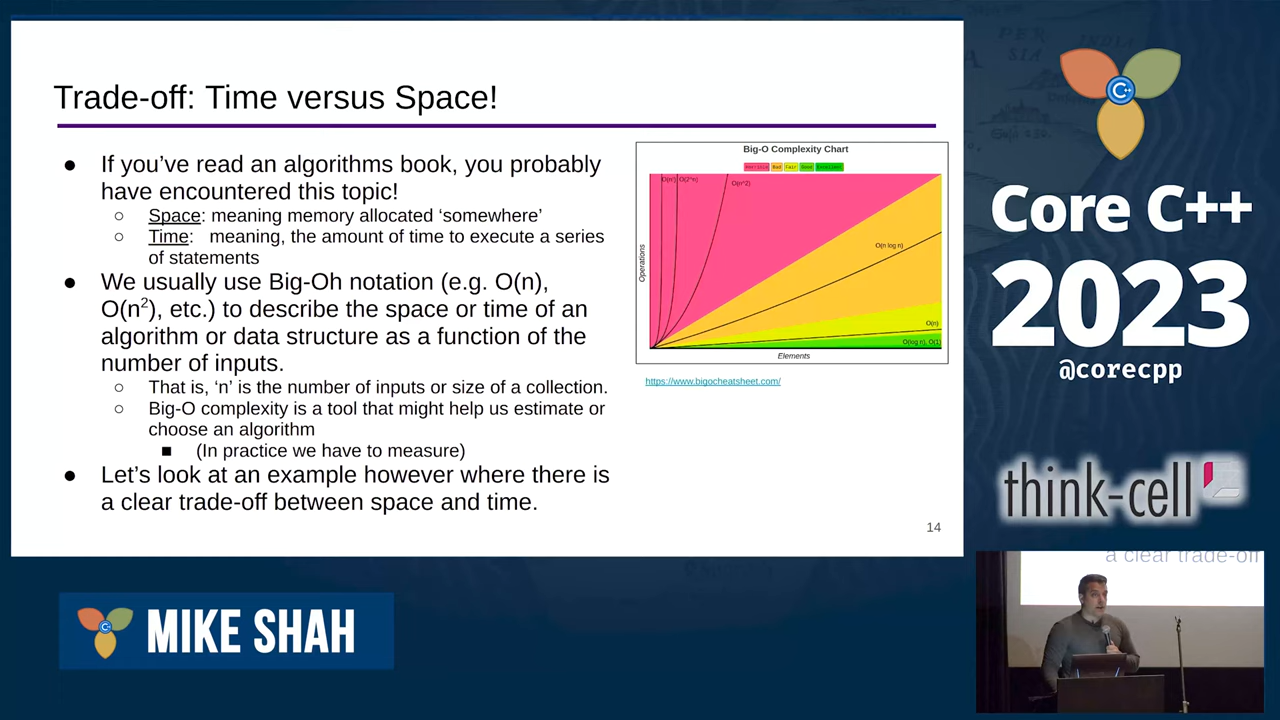 Trade-off: Time versus Space!
● If you’ve read an algorithms book, you probably
have encountered this topic!
○ Space: meaning memory allocated ‘somewhere’
○ Time: meaning, the amount of time to execute a series
of statements
● We usually use Big-Oh notation (e.g. O(n),
O(n²), etc.) to describe the space or time of an
algorithm or data structure as a function of the
number of inputs.
○ That is, ‘n’ is the number of inputs or size of a collection.
○ Big-O complexity is a tool that might help us estimate or
choose an algorithm
■ (In practice we have to measure)
● Let’s look at an example however where there is
a clear trade-off between space and time.
Big-O Complexity Chart
Horrible Bad Fair Good Excellent
O(n!) O(2^n) O(n^2)
O(n log n)
O(n)
O(log n), O(1)
Operations
Elements
https://www.bigocheatsheet.com/
14
C++
Core C++
2023
@corecpp
think-cell
a clear trade-off
MIKE SHAH